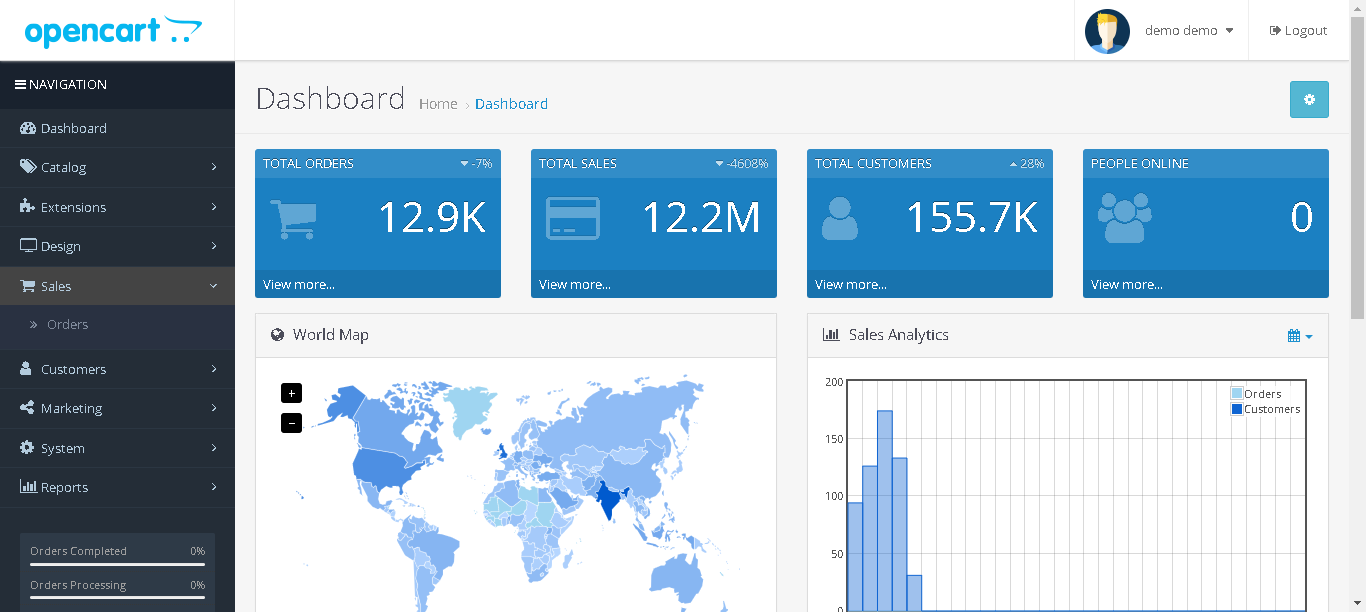 opencart
demo demo
Logout
NAVIGATION
Dashboard
Catalog
Extensions
Design
Sales
Orders
Customers
Marketing
System
Reports
Orders Completed 0%
Orders Processing 0%
Dashboard Home › Dashboard
TOTAL ORDERS -7%
12.9K
View more...
TOTAL SALES -4608%
12.2M
View more...
TOTAL CUSTOMERS 28%
155.7K
View more...
PEOPLE ONLINE
0
View more...
World Map
+
−
Sales Analytics
200
150
100
50
0
Orders
Customers